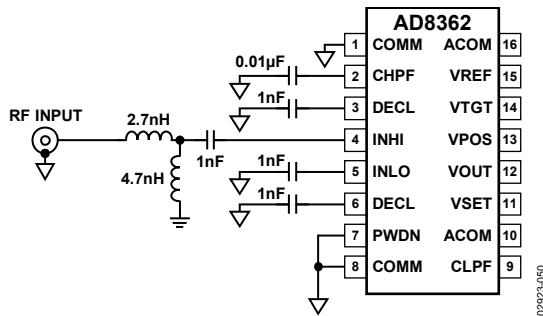 AD8362
1 COMM ACOM 16
0.01µF
2 CHPF VREF 15
1nF
3 DECL VTGT 14
RF INPUT
2.7nH
1nF
4 INHI VPOS 13
4.7nH
1nF
5 INLO VOUT 12
1nF
6 DECL VSET 11
7 PWDN ACOM 10
8 COMM CLPF 9
02923-050